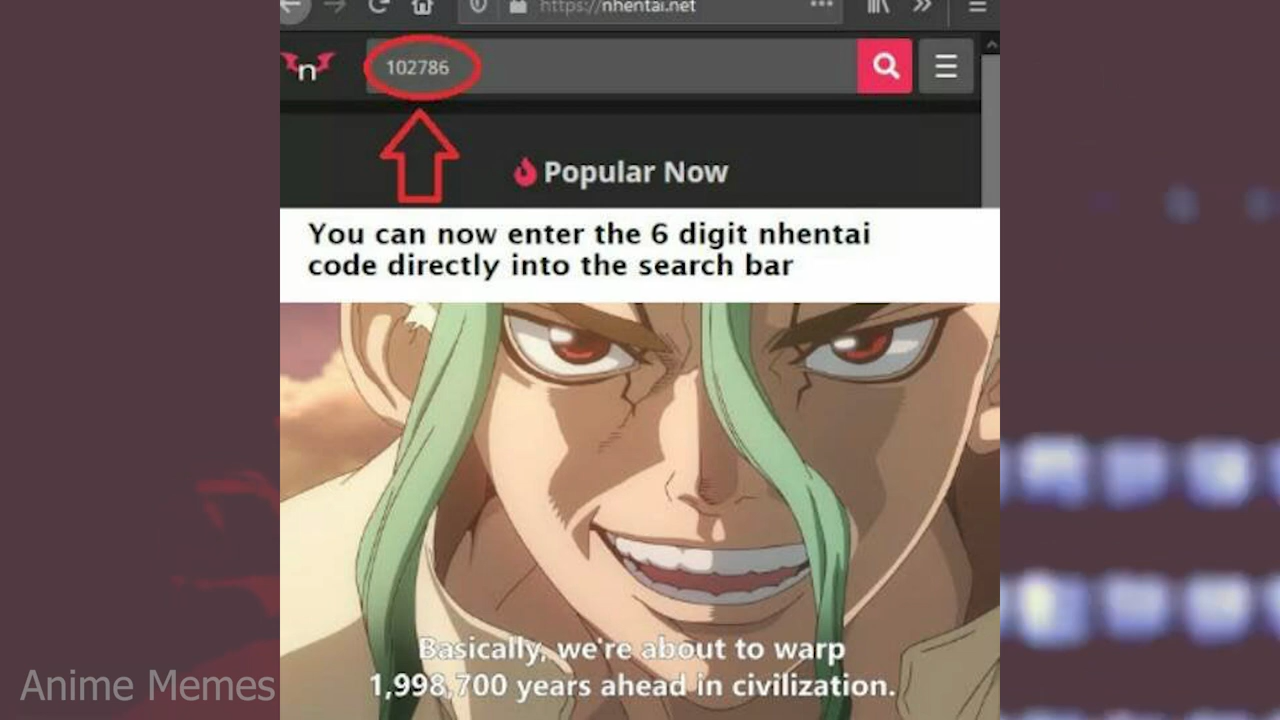 https://nhentai.net
n
102786
Popular Now
You can now enter the 6 digit nhentai
code directly into the search bar
Basically, we're about to warp
1,998,700 years ahead in civilization.
Anime Memes